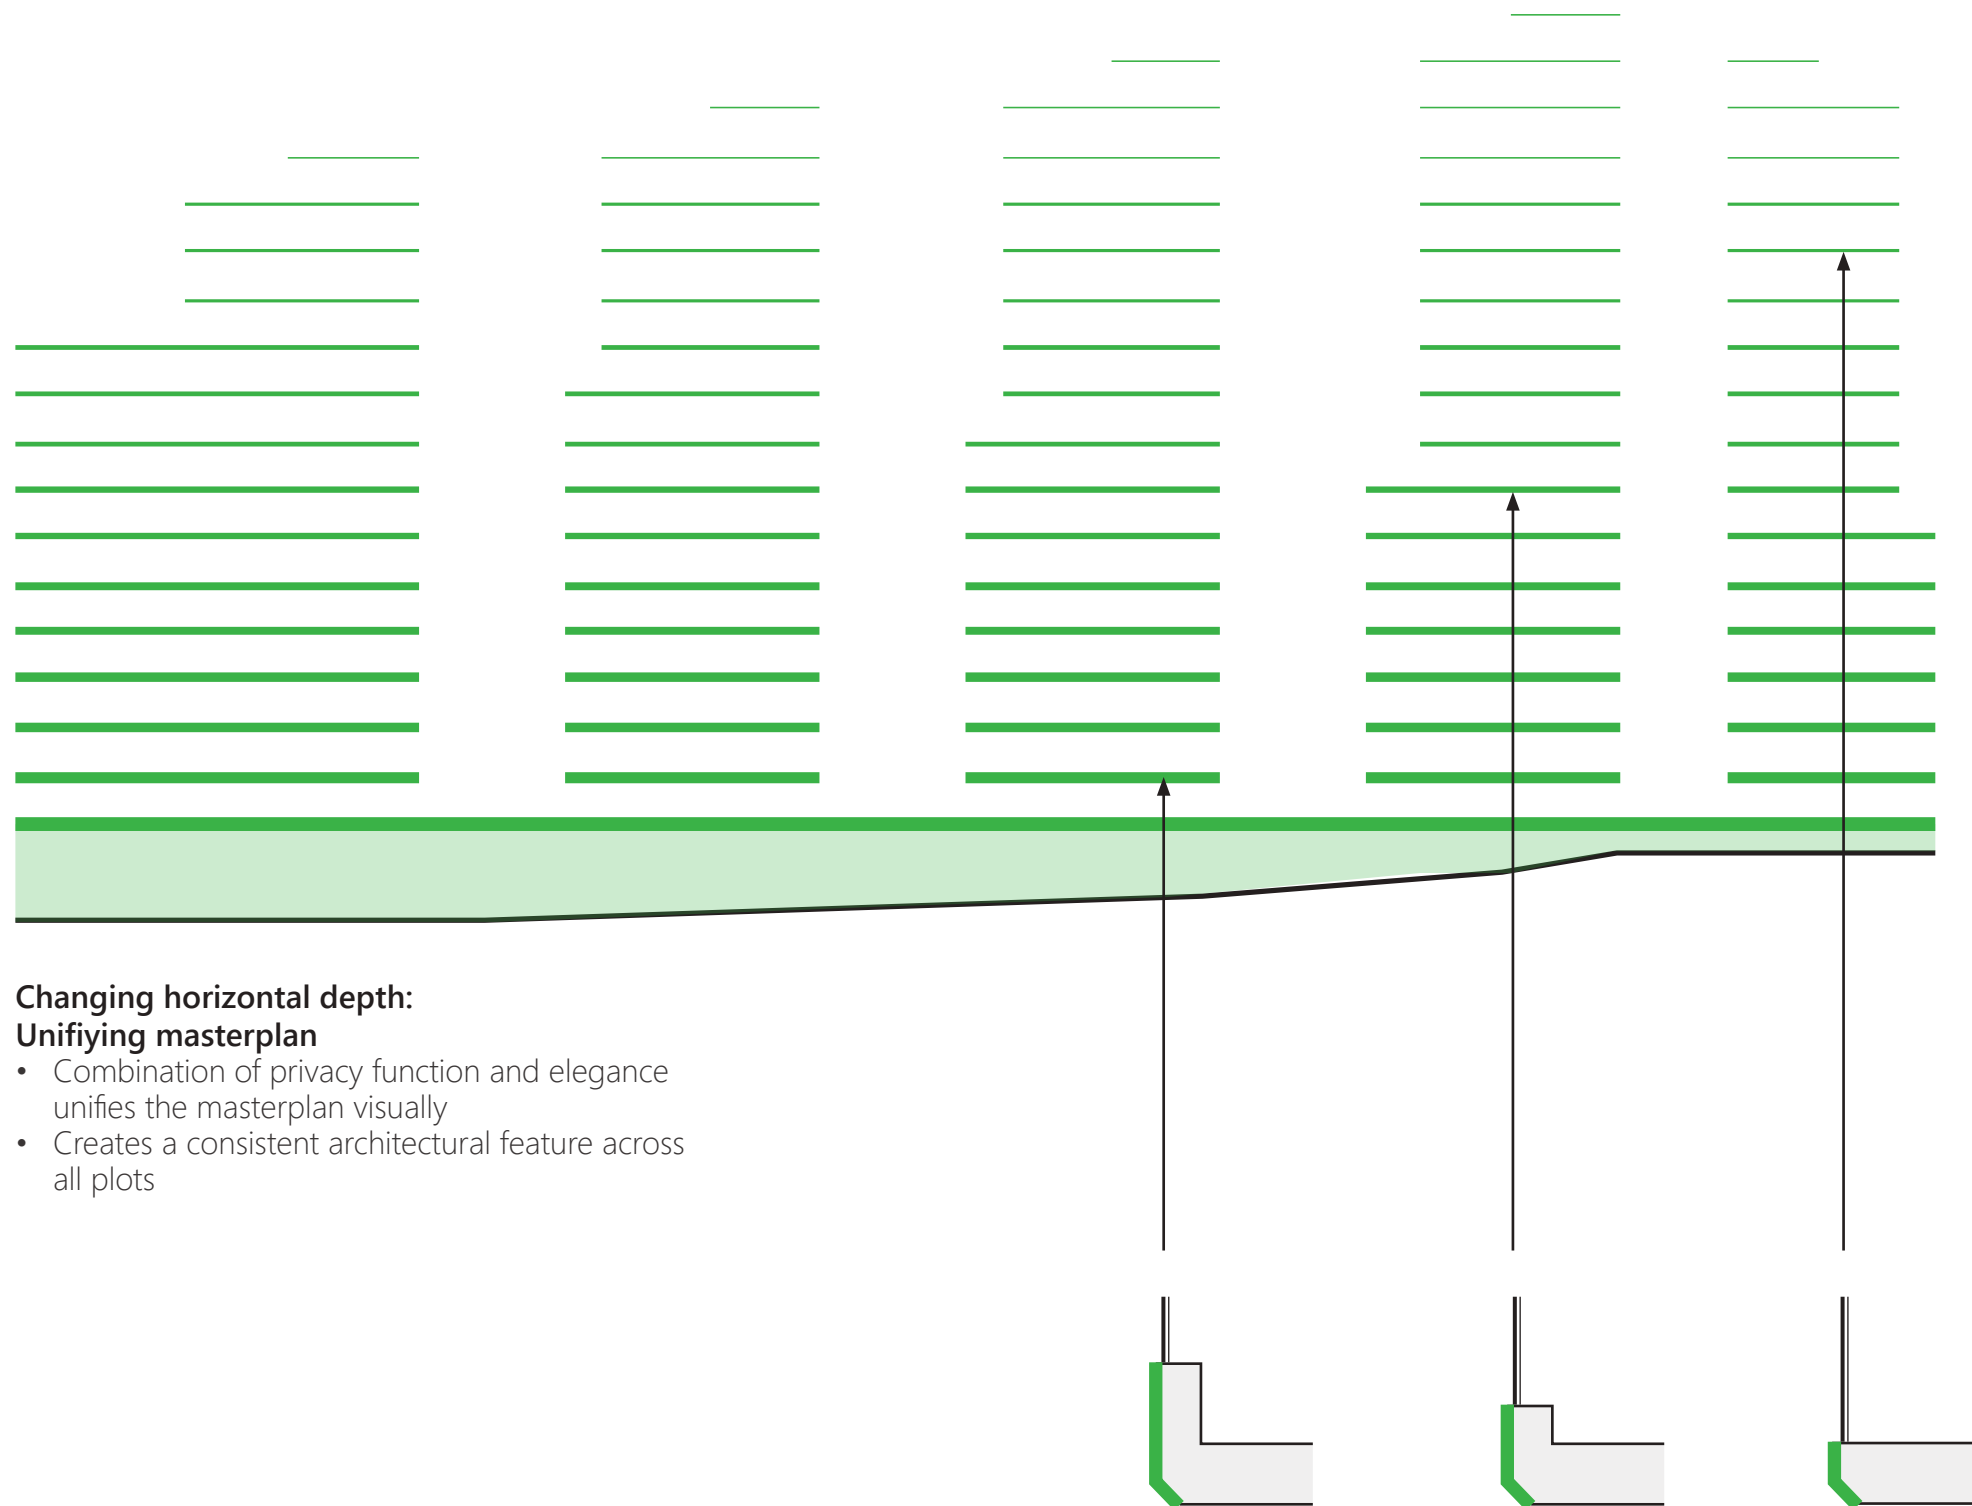 Changing horizontal depth:
Unifiying masterplan
• Combination of privacy function and elegance
unifies the masterplan visually
• Creates a consistent architectural feature across
all plots